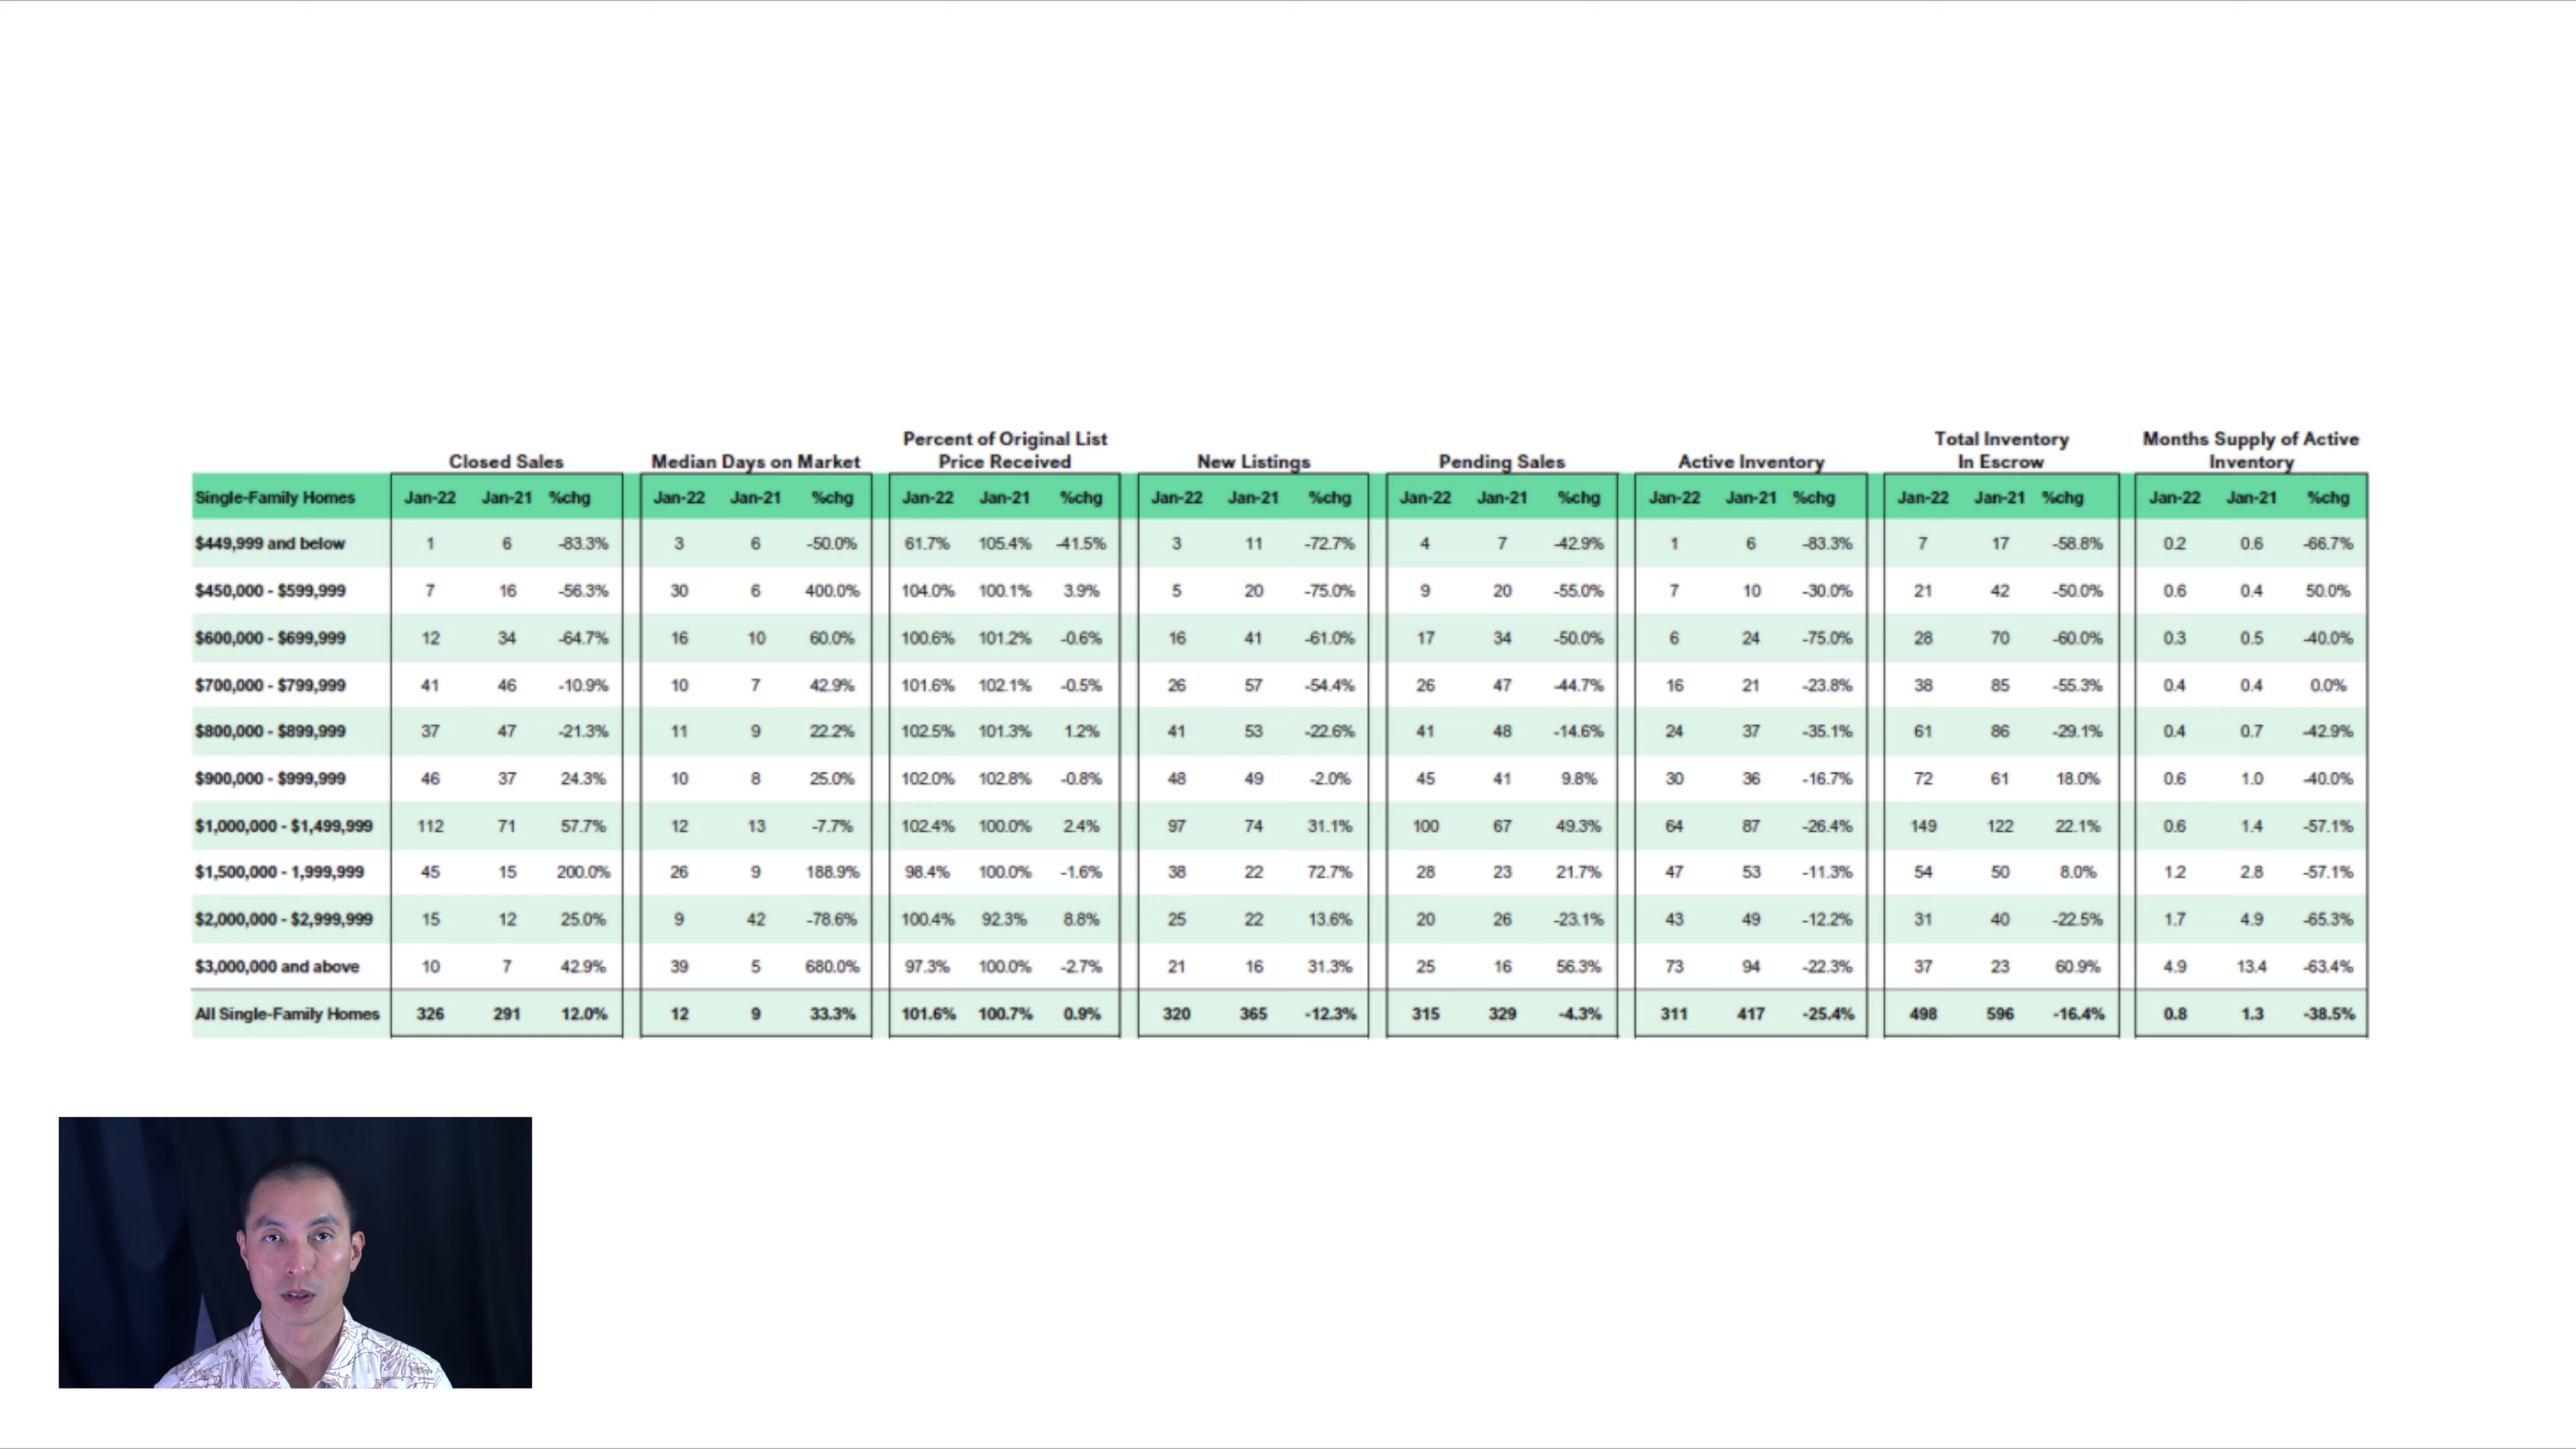 Closed Sales Median Days on Market Percent of Original List Price Received New Listings Pending Sales Active Inventory Total Inventory In Escrow Months Supply of Active Inventory
Single-Family Homes Jan-22 Jan-21 %chg Jan-22 Jan-21 %chg Jan-22 Jan-21 %chg Jan-22 Jan-21 %chg Jan-22 Jan-21 %chg Jan-22 Jan-21 %chg Jan-22 Jan-21 %chg Jan-22 Jan-21 %chg
$449,999 and below 1 6 -83.3% 3 6 -50.0% 61.7% 105.4% -41.5% 3 11 -72.7% 4 7 -42.9% 1 6 -83.3% 7 17 -58.8% 0.2 0.6 -66.7%
$450,000 - $599,999 7 16 -56.3% 30 6 400.0% 104.0% 100.1% 3.9% 5 20 -75.0% 9 20 -55.0% 7 10 -30.0% 21 42 -50.0% 0.6 0.4 50.0%
$600,000 - $699,999 12 34 -64.7% 16 10 60.0% 100.6% 101.2% -0.6% 16 41 -61.0% 17 34 -50.0% 6 24 -75.0% 28 70 -60.0% 0.3 0.5 -40.0%
$700,000 - $799,999 41 46 -10.9% 10 7 42.9% 101.6% 102.1% -0.5% 26 57 -54.4% 26 47 -44.7% 16 21 -23.8% 38 85 -55.3% 0.4 0.4 0.0%
$800,000 - $899,999 37 47 -21.3% 11 9 22.2% 102.5% 101.3% 1.2% 41 53 -22.6% 41 48 -14.6% 24 37 -35.1% 61 86 -29.1% 0.4 0.7 -42.9%
$900,000 - $999,999 46 37 24.3% 10 8 25.0% 102.0% 102.8% -0.8% 48 49 -2.0% 45 41 9.8% 30 36 -16.7% 72 61 18.0% 0.6 1.0 -40.0%
$1,000,000 - $1,499,999 112 71 57.7% 12 13 -7.7% 102.4% 100.0% 2.4% 97 74 31.1% 100 67 49.3% 64 87 -26.4% 149 122 22.1% 0.6 1.4 -57.1%
$1,500,000 - 1,999,999 45 15 200.0% 26 9 188.9% 98.4% 100.0% -1.6% 38 22 72.7% 28 23 21.7% 47 53 -11.3% 54 50 8.0% 1.2 2.8 -57.1%
$2,000,000 - $2,999,999 15 12 25.0% 9 42 -78.6% 100.4% 92.3% 8.8% 25 22 13.6% 20 26 -23.1% 43 49 -12.2% 31 40 -22.5% 1.7 4.9 -65.3%
$3,000,000 and above 10 7 42.9% 39 5 680.0% 97.3% 100.0% -2.7% 21 16 31.3% 25 16 56.3% 73 94 -22.3% 37 23 60.9% 4.9 13.4 -63.4%
All Single-Family Homes 326 291 12.0% 12 9 33.3% 101.6% 100.7% 0.9% 320 365 -12.3% 315 329 -4.3% 311 417 -25.4% 498 596 -16.4% 0.8 1.3 -38.5%